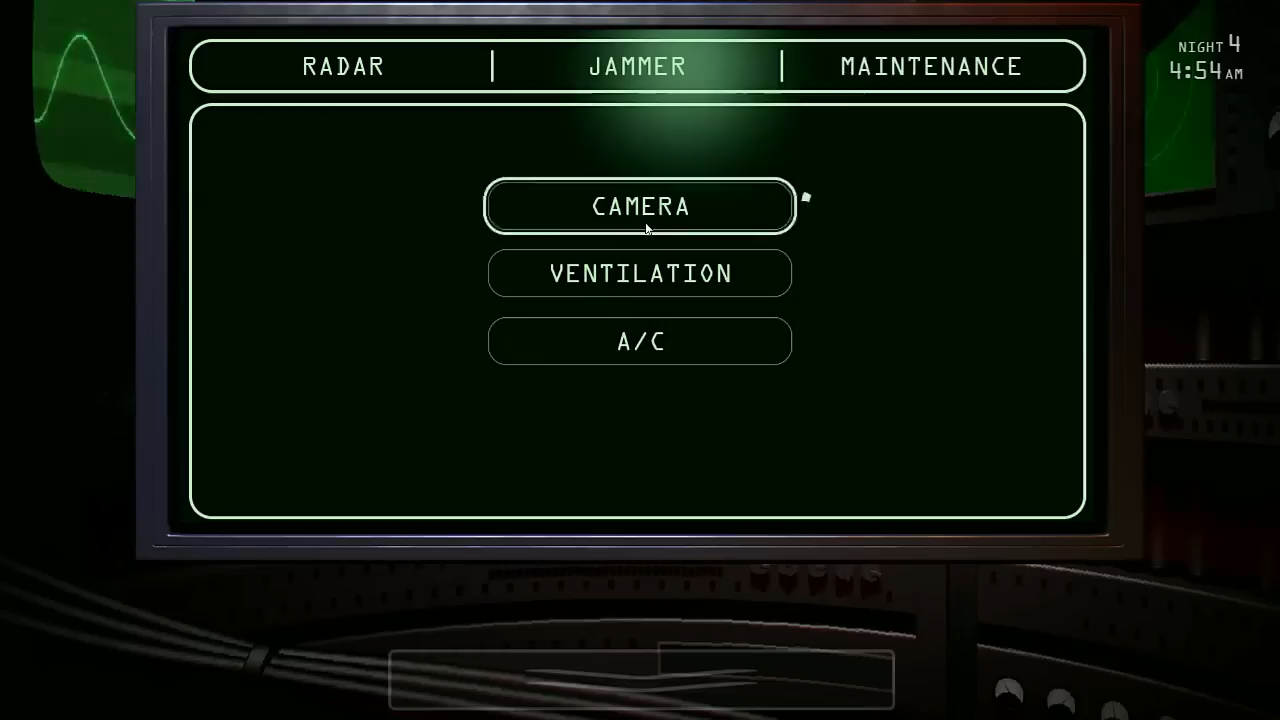 RADAR
JAMMER
MAINTENANCE
NIGHT 4
4:54 AM
CAMERA
VENTILATION
A/C